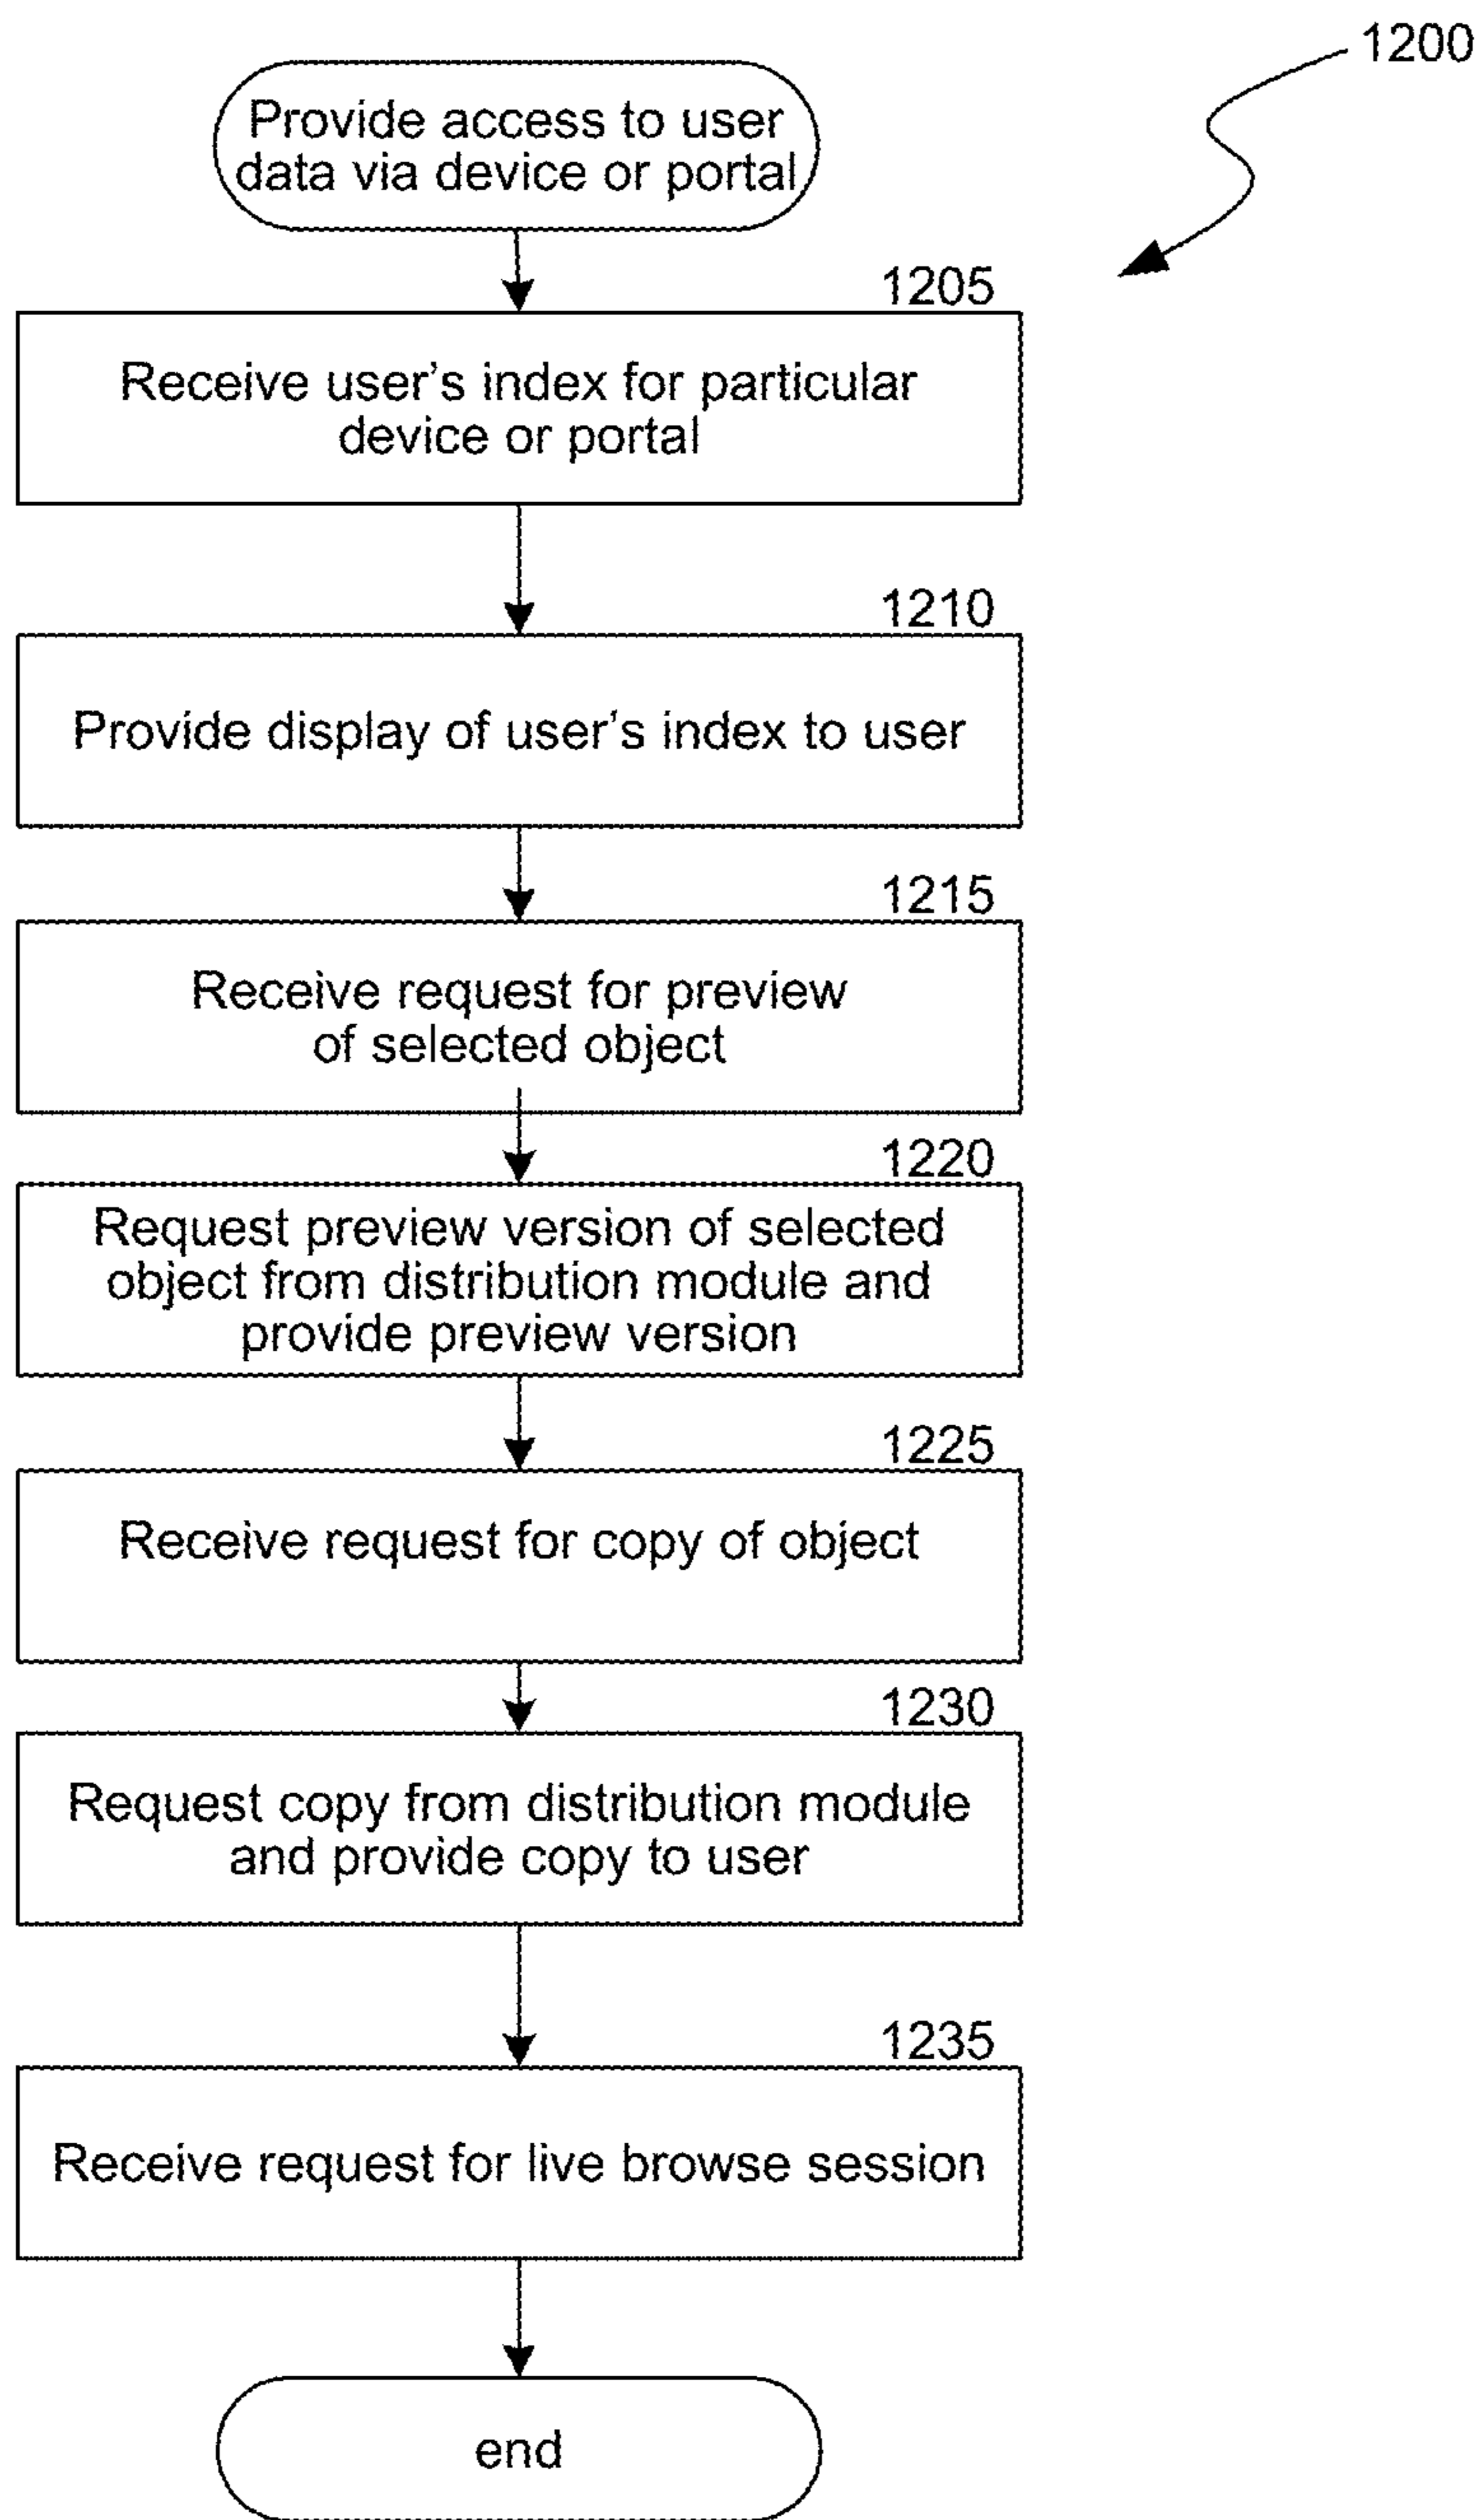 1200
Provide access to user
data via device or portal
1205
Receive user's index for particular
device or portal
1210
Provide display of user's index to user
1215
Receive request for preview
of selected object
1220
Request preview version of selected
object from distribution module and
provide preview version
1225
Receive request for copy of object
1230
Request copy from distribution module
and provide copy to user
1235
Receive request for live browse session
end